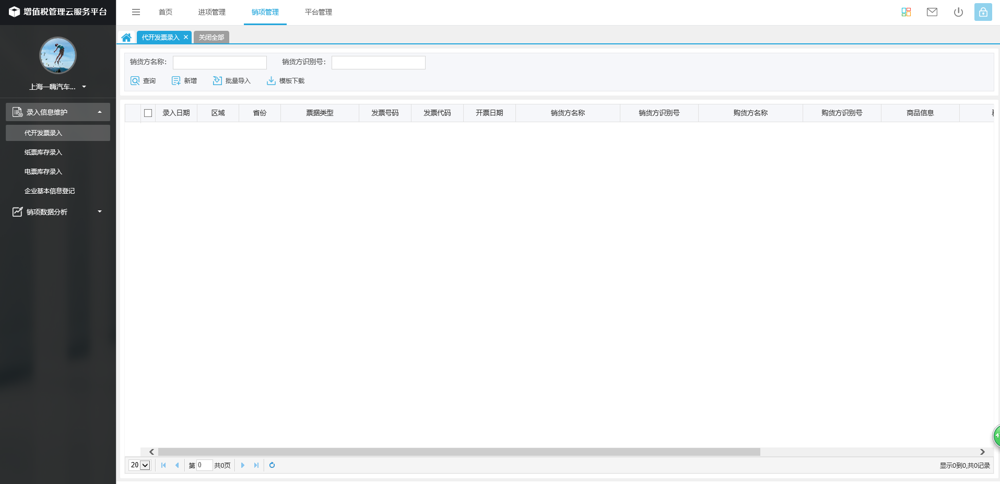 增值税管理云服务平台
首页 进项管理 销项管理 平台管理
代开发票录入 × 关闭全部
上海一嗨汽车...
录入信息维护
代开发票录入
纸票库存录入
电票库存录入
企业基本信息登记
销项数据分析
销货方名称： 销货方识别号：
查询 新增 批量导入 模板下载
录入日期 区域 省份 票据类型 发票号码 发票代码 开票日期 销货方名称 销货方识别号 购货方名称 购货方识别号 商品信息
20 第 0 共0页
显示0到0,共0记录